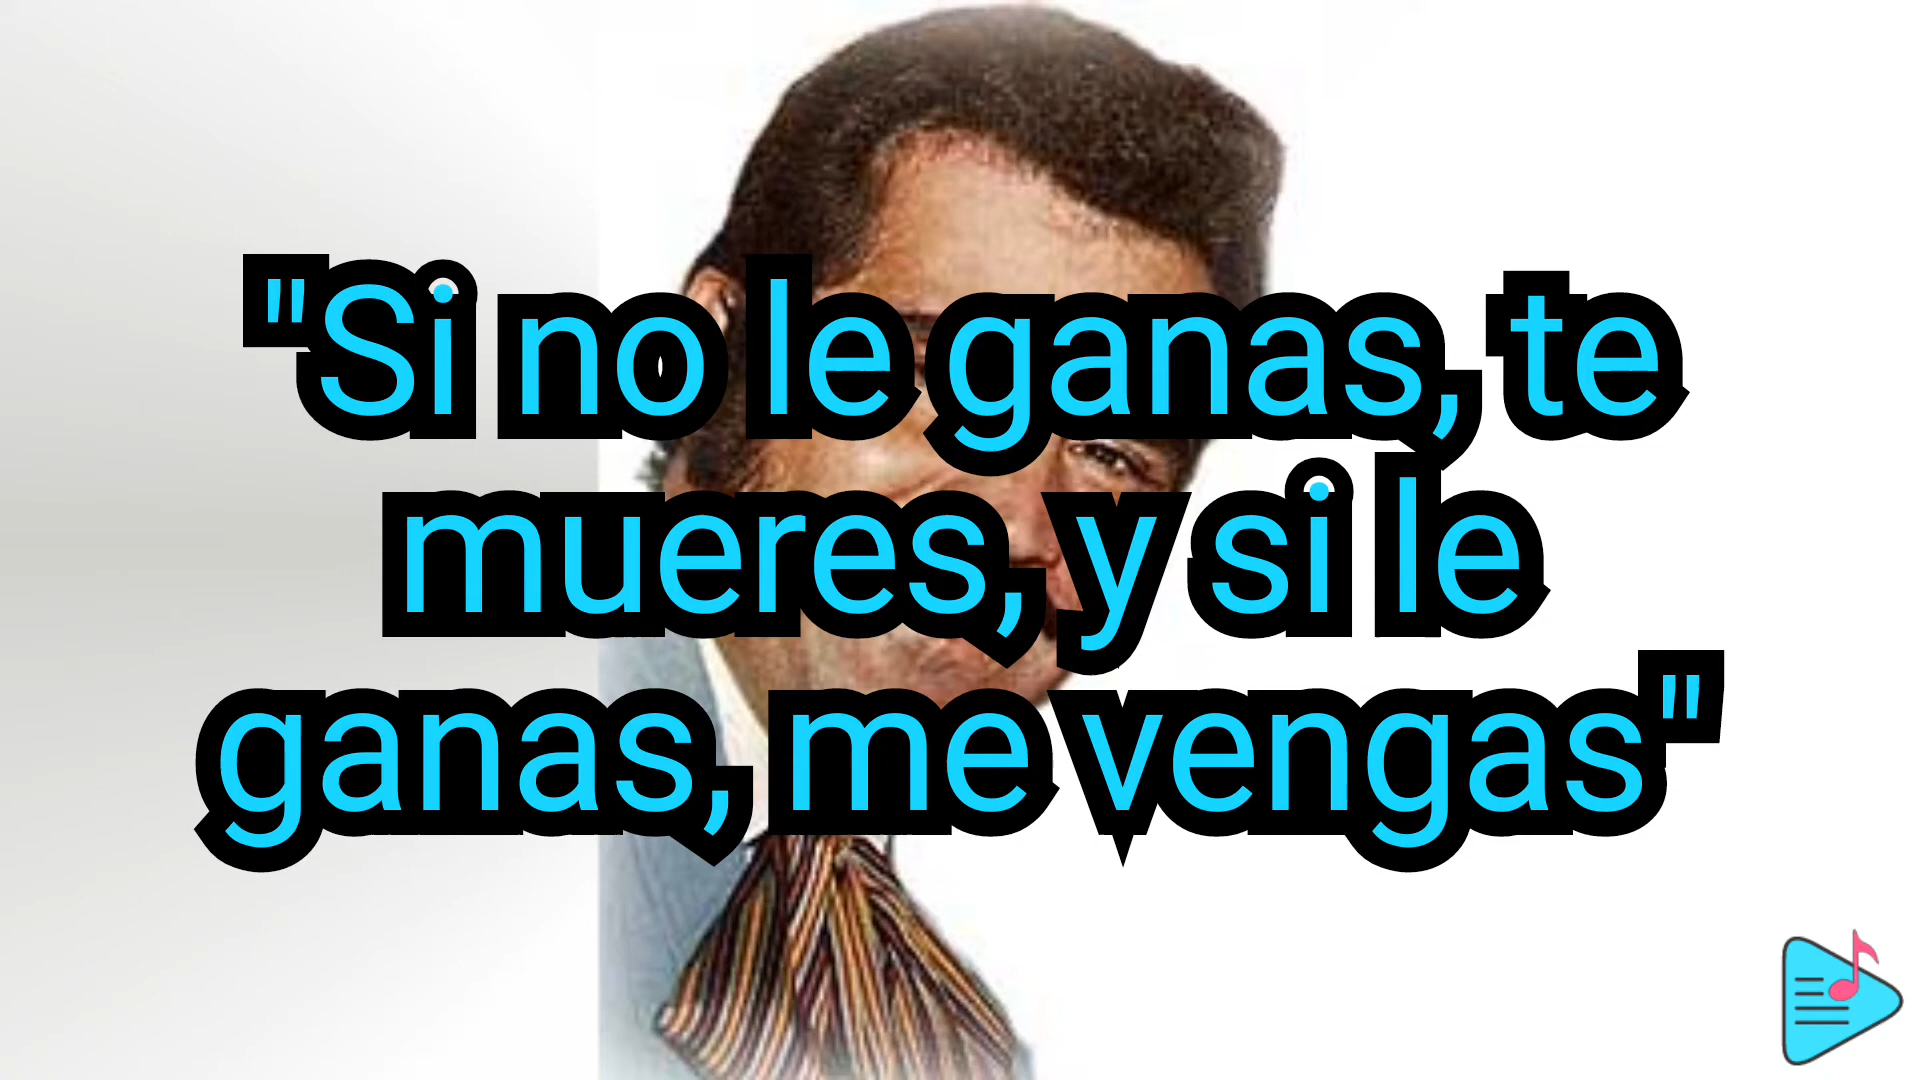 "Si no le ganas, te
mueres, y si le
ganas, me vengas"